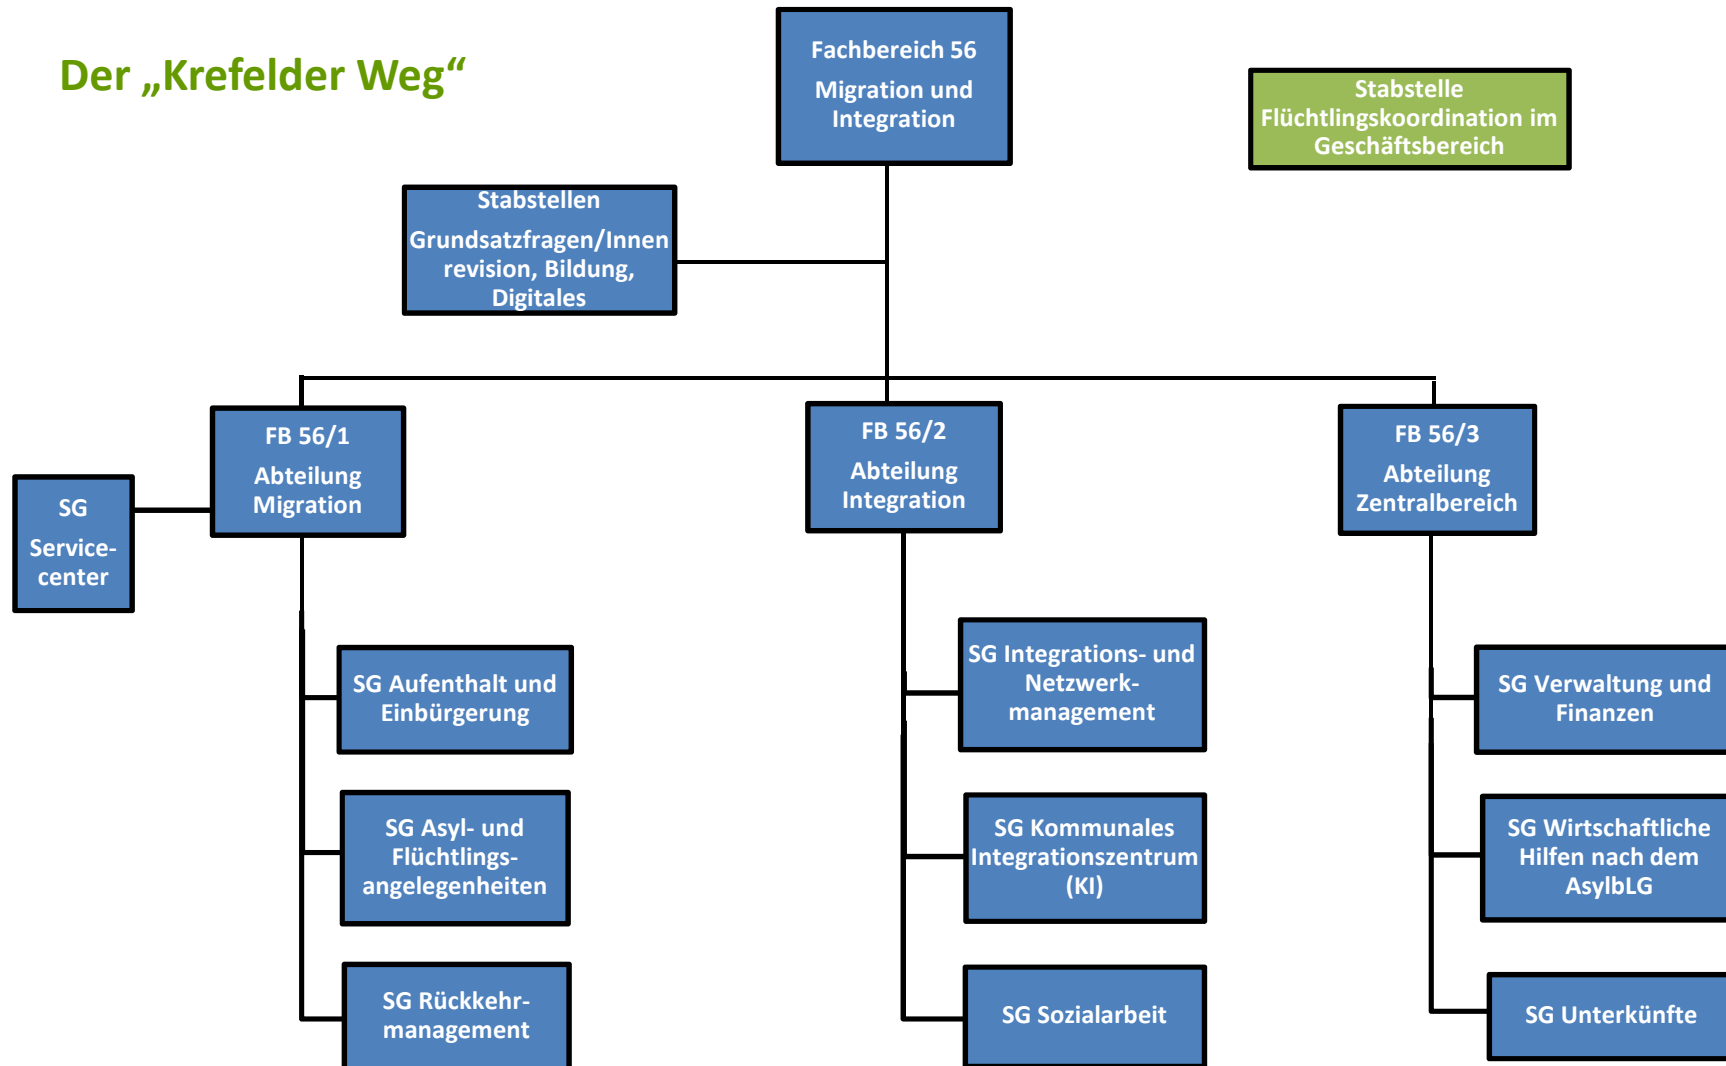 Der „Krefelder Weg“
Fachbereich 56
Migration und
Integration
Stabstelle
Flüchtlingskoordination im
Geschäftsbereich
Stabstellen
Grundsatzfragen/Innen
revision, Bildung,
Digitales
FB 56/1
Abteilung
Migration
FB 56/2
Abteilung
Integration
FB 56/3
Abteilung
Zentralbereich
SG
Service-
center
SG Aufenthalt und
Einbürgerung
SG Asyl- und
Flüchtlings-
angelegenheiten
SG Rückkehr-
management
SG Integrations- und
Netzwerk-
management
SG Kommunales
Integrationszentrum
(KI)
SG Sozialarbeit
SG Verwaltung und
Finanzen
SG Wirtschaftliche
Hilfen nach dem
AsylbLG
SG Unterkünfte